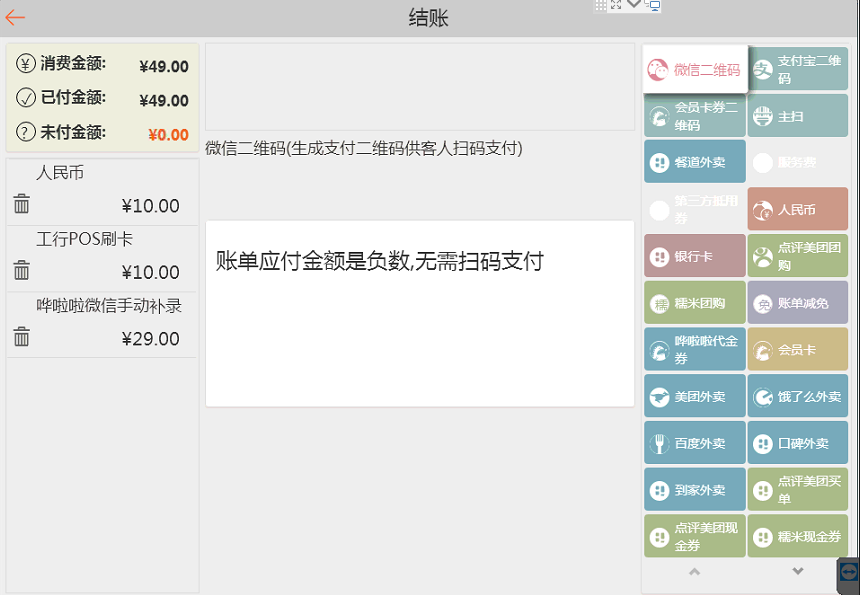 结账
消费金额: ¥49.00
已付金额: ¥49.00
未付金额: ¥0.00
人民币
¥10.00
工行POS刷卡
¥10.00
哗啦啦微信手动补录
¥29.00
微信二维码(生成支付二维码供客人扫码支付)
账单应付金额是负数,无需扫码支付
微信二维码
支付宝二维
码
会员卡券二
维码
主扫
餐道外卖
服务费
第三方抵用
券
人民币
银行卡
点评美团团
购
糯米团购
账单减免
哗啦啦代金
券
会员卡
美团外卖
饿了么外卖
百度外卖
口碑外卖
到家外卖
点评美团买
单
点评美团现
金券
糯米现金券